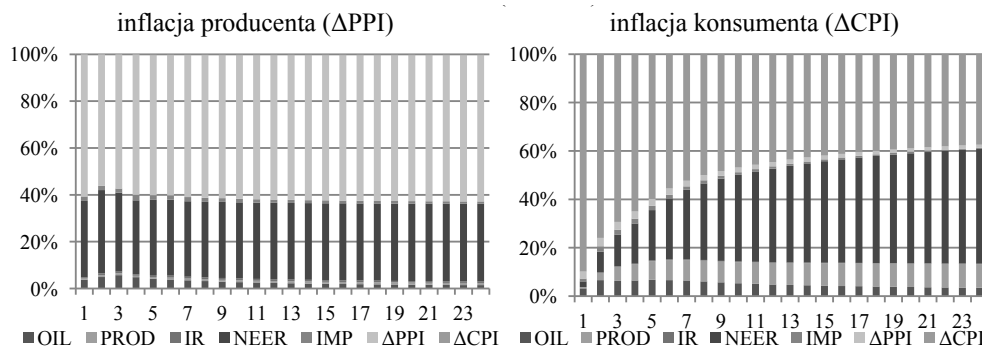 inflacja producenta (ΔPPI)
100%
80%
60%
40%
20%
0%
1 3 5 7 9 11 13 15 17 19 21 23
OIL PROD IR NEER IMP ΔPPI ΔCPI
inflacja konsumenta (ΔCPI)
100%
80%
60%
40%
20%
0%
1 3 5 7 9 11 13 15 17 19 21 23
OIL PROD IR NEER IMP ΔPPI ΔCPI